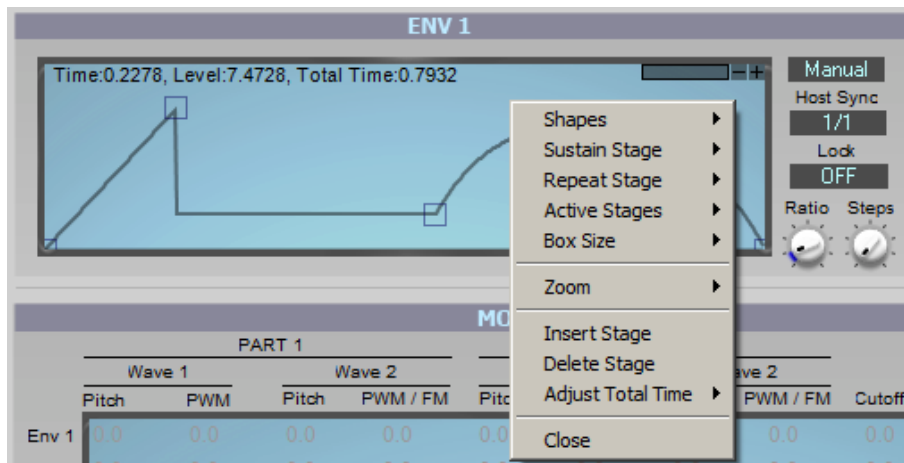 ENV 1
Time:0.2278, Level:7.4728, Total Time:0.7932
- +
Manual
Host Sync
1/1
Lock
OFF
Ratio Steps
Shapes
Sustain Stage
Repeat Stage
Active Stages
Box Size
Zoom
Insert Stage
Delete Stage
Adjust Total Time
Close
MO
PART 1
Wave 1 Wave 2 ave 2
Pitch PWM Pitch PWM / FM Pitc PWM / FM Cutoff
Env 1 0.0 0.0 0.0 0.0 0.0 0.0 0.0